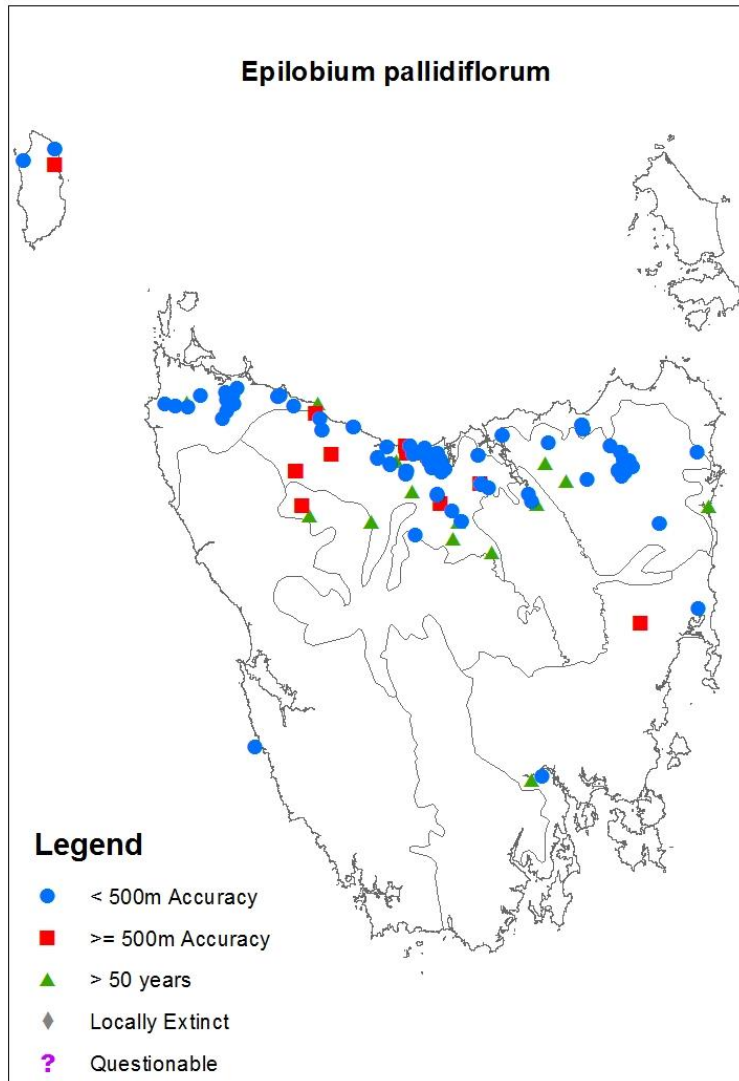 Epilobium pallidiflorum
Legend
< 500m Accuracy
>= 500m Accuracy
> 50 years
Locally Extinct
? Questionable